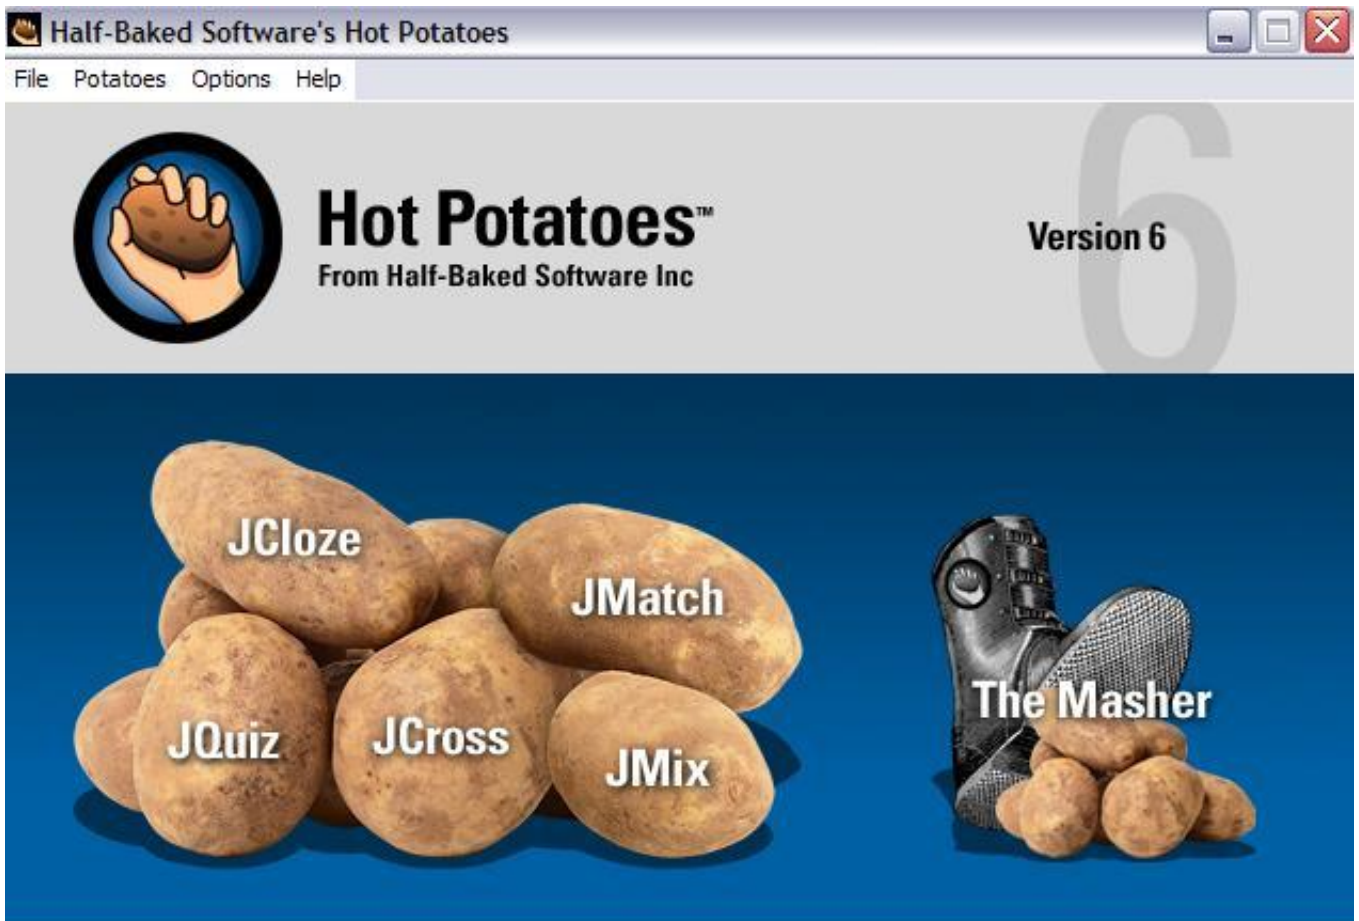 Half-Baked Software's Hot Potatoes
File Potatoes Options Help
6
Hot Potatoes™
From Half-Baked Software Inc
Version 6
JCloze
JMatch
JQuiz
JCross
JMix
The Masher